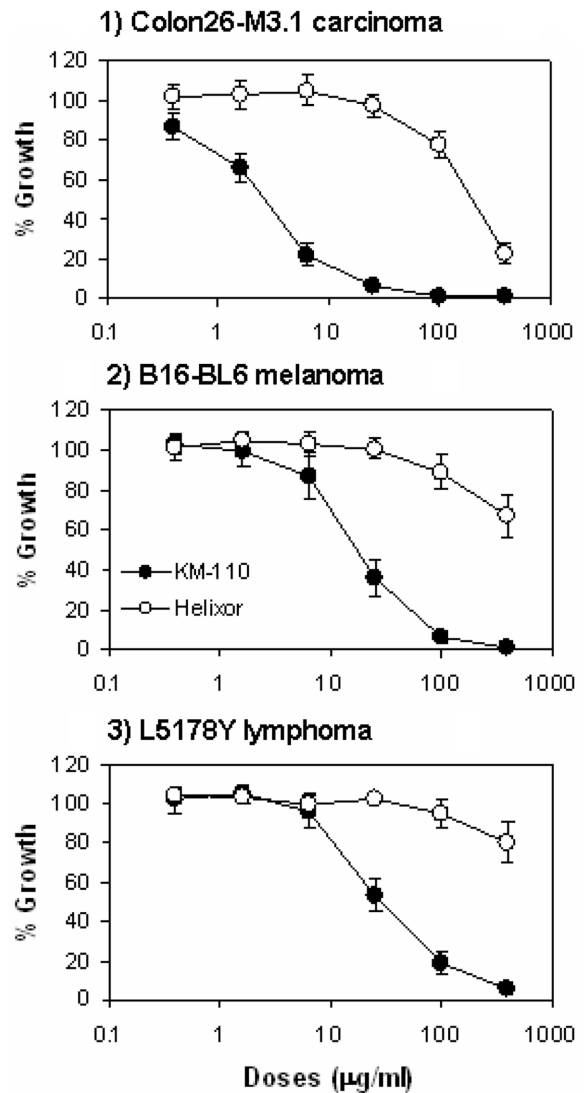 1) Colon26-M3.1 carcinoma
120
100
80
60
40
20
0
% Growth
0.1 1 10 100 1000
2) B16-BL6 melanoma
120
100
80
60
40
20
0
% Growth
KM-110
Helixor
0.1 1 10 100 1000
3) L5178Y lymphoma
120
100
80
60
40
20
0
% Growth
0.1 1 10 100 1000
Doses (μg/ml)